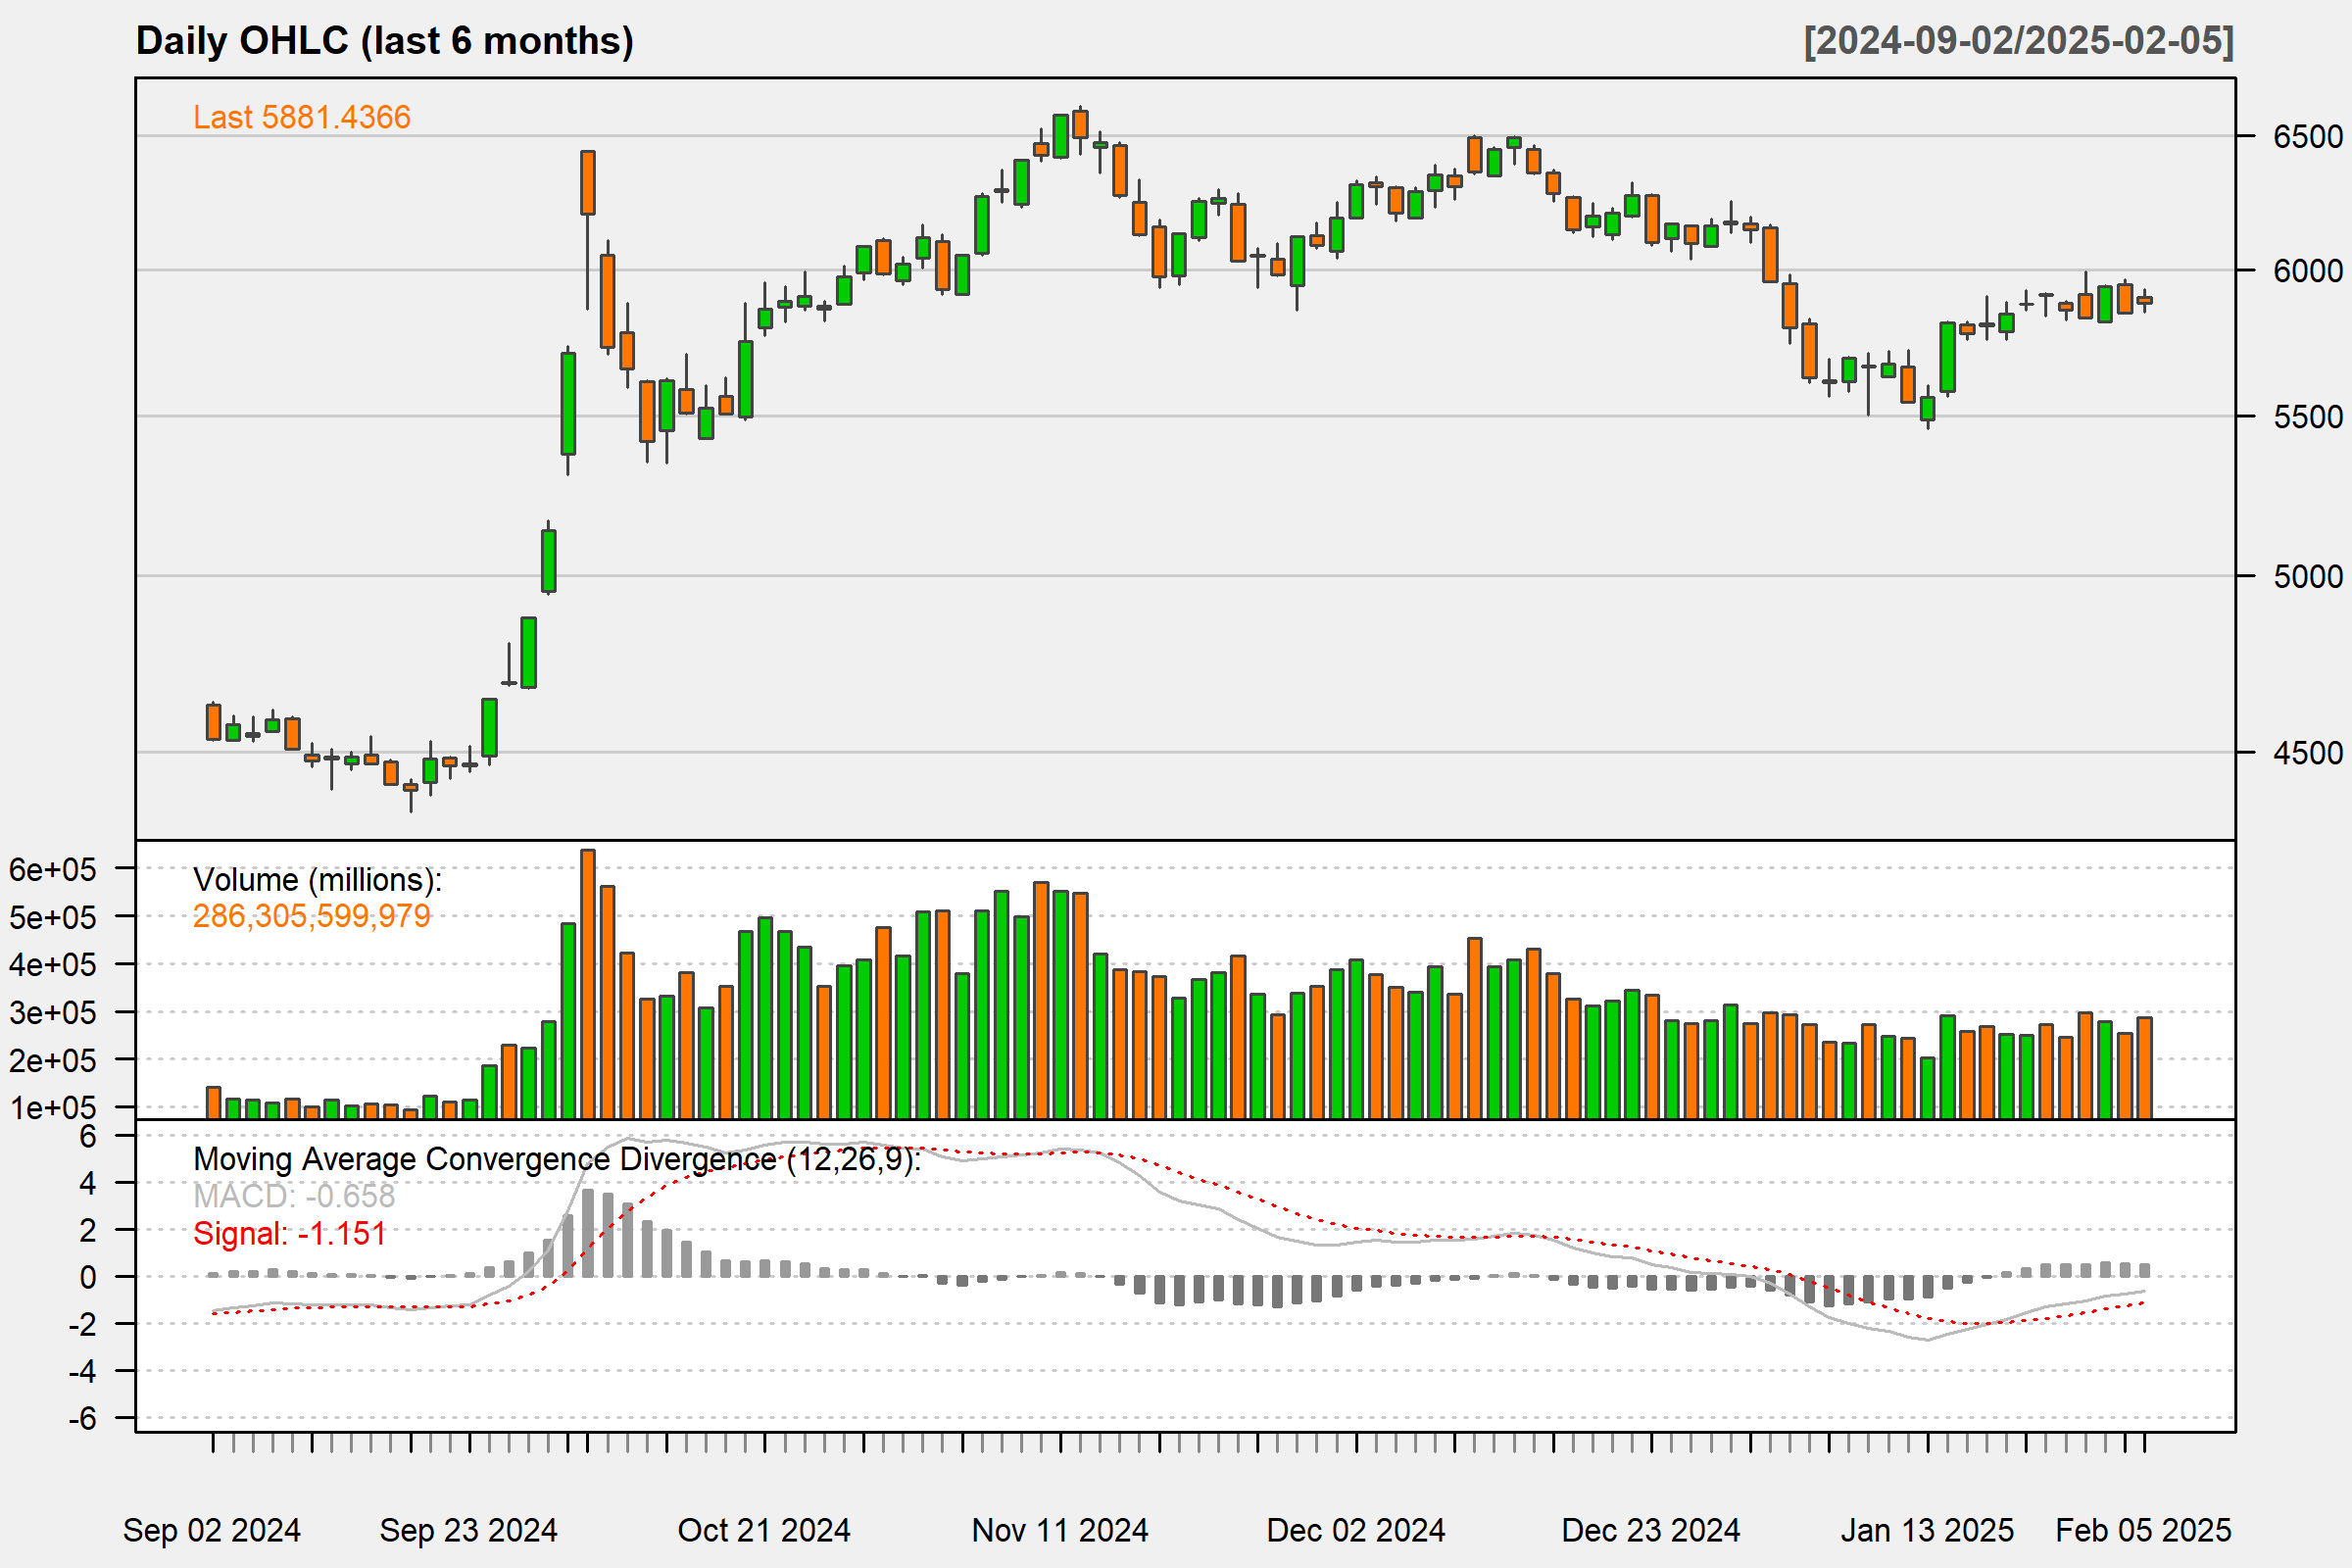 Daily OHLC (last 6 months)
[2024-09-02/2025-02-05]
Last 5881.4366
6500
6000
5500
5000
4500
Volume (millions):
286,305,599,979
6e+05
5e+05
4e+05
3e+05
2e+05
1e+05
Moving Average Convergence Divergence (12,26,9):
MACD: -0.658
Signal: -1.151
6
4
2
0
-2
-4
-6
Sep 02 2024
Sep 23 2024
Oct 21 2024
Nov 11 2024
Dec 02 2024
Dec 23 2024
Jan 13 2025
Feb 05 2025